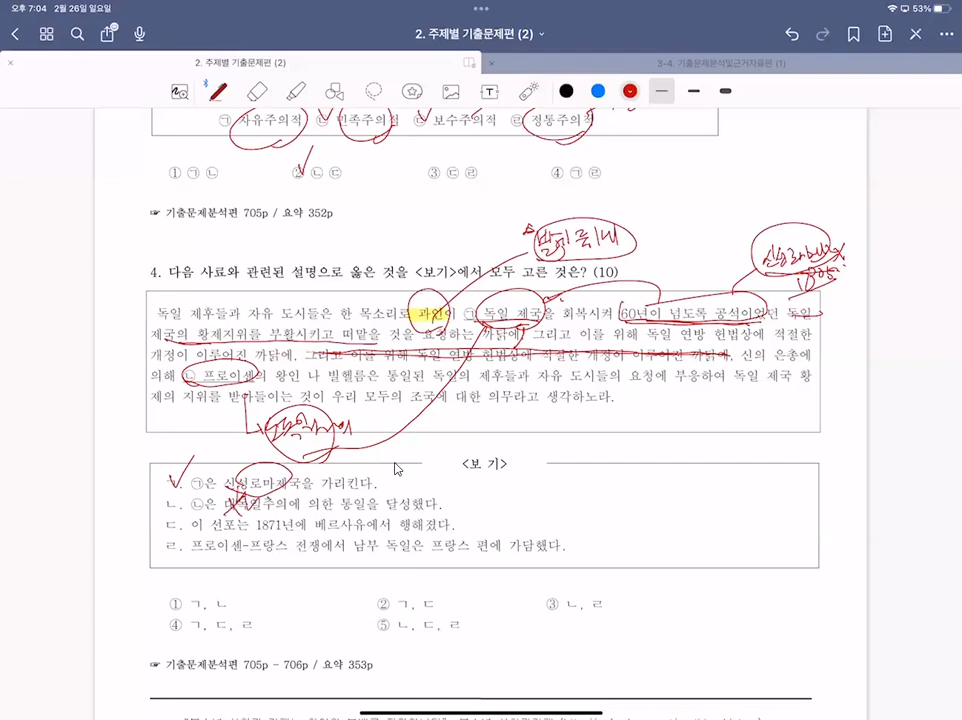 오후 7:04 2월 26일 일요일
53%
2. 주제별 기출문제편 (2)
2. 주제별 기출문제편 (2)
3-4. 기출문제분석및근거자료편 (1)
㉠ 자유주의적 ㉡ 민족주의적 ㉢ 보수주의적 ㉣ 정통주의적
① ㉠ ㉡ ② ㉡ ㉢ ③ ㉢ ㉣ ④ ㉠ ㉣
☞ 기출문제분석편 705p / 요약 352p
4. 다음 사료와 관련된 설명으로 옳은 것을 <보기>에서 모두 고른 것은? (10)
독일 제후들과 자유 도시들은 한 목소리로 과인이 ㉠ 독일 제국을 회복시켜 60년이 넘도록 공석이었던 독일
제국의 황제지위를 부활시키고 떠맡을 것을 요청하는 까닭에, 그리고 이를 위해 독일 연방 헌법상에 적절한
개정이 이루어진 까닭에, 그리고 이를 위해 독일 연방 헌법상에 적절한 개정이 이루어진 까닭에, 신의 은총에
의해 ㉡ 프로이센의 왕인 나 빌헬름은 통일된 독일의 제후들과 자유 도시들의 요청에 부응하여 독일 제국 황
제의 지위를 받아들이는 것이 우리 모두의 조국에 대한 의무라고 생각하노라.
<보 기>
ㄱ. ㉠은 신성로마제국을 가리킨다.
ㄴ. ㉡은 대독일주의에 의한 통일을 달성했다.
ㄷ. 이 선포는 1871년에 베르사유에서 행해졌다.
ㄹ. 프로이센-프랑스 전쟁에서 남부 독일은 프랑스 편에 가담했다.
① ㄱ, ㄴ ② ㄱ, ㄷ ③ ㄴ, ㄹ
④ ㄱ, ㄷ, ㄹ ⑤ ㄴ, ㄷ, ㄹ
☞ 기출문제분석편 705p - 706p / 요약 353p